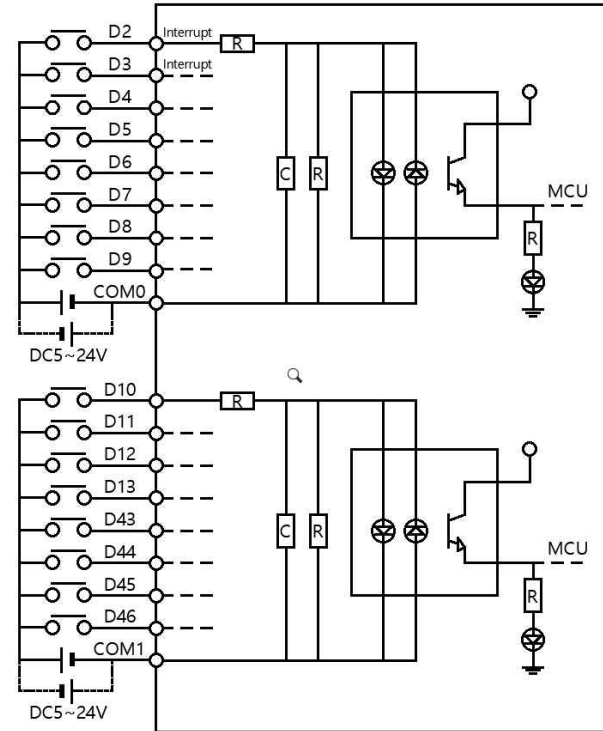 D2 Interrupt R
D3 Interrupt
D4
D5
D6 C R
D7 MCU
D8 R
D9
COM0
DC5~24V
D10 R
D11
D12
D13
D43 C R
D44 MCU
D45 R
D46
COM1
DC5~24V